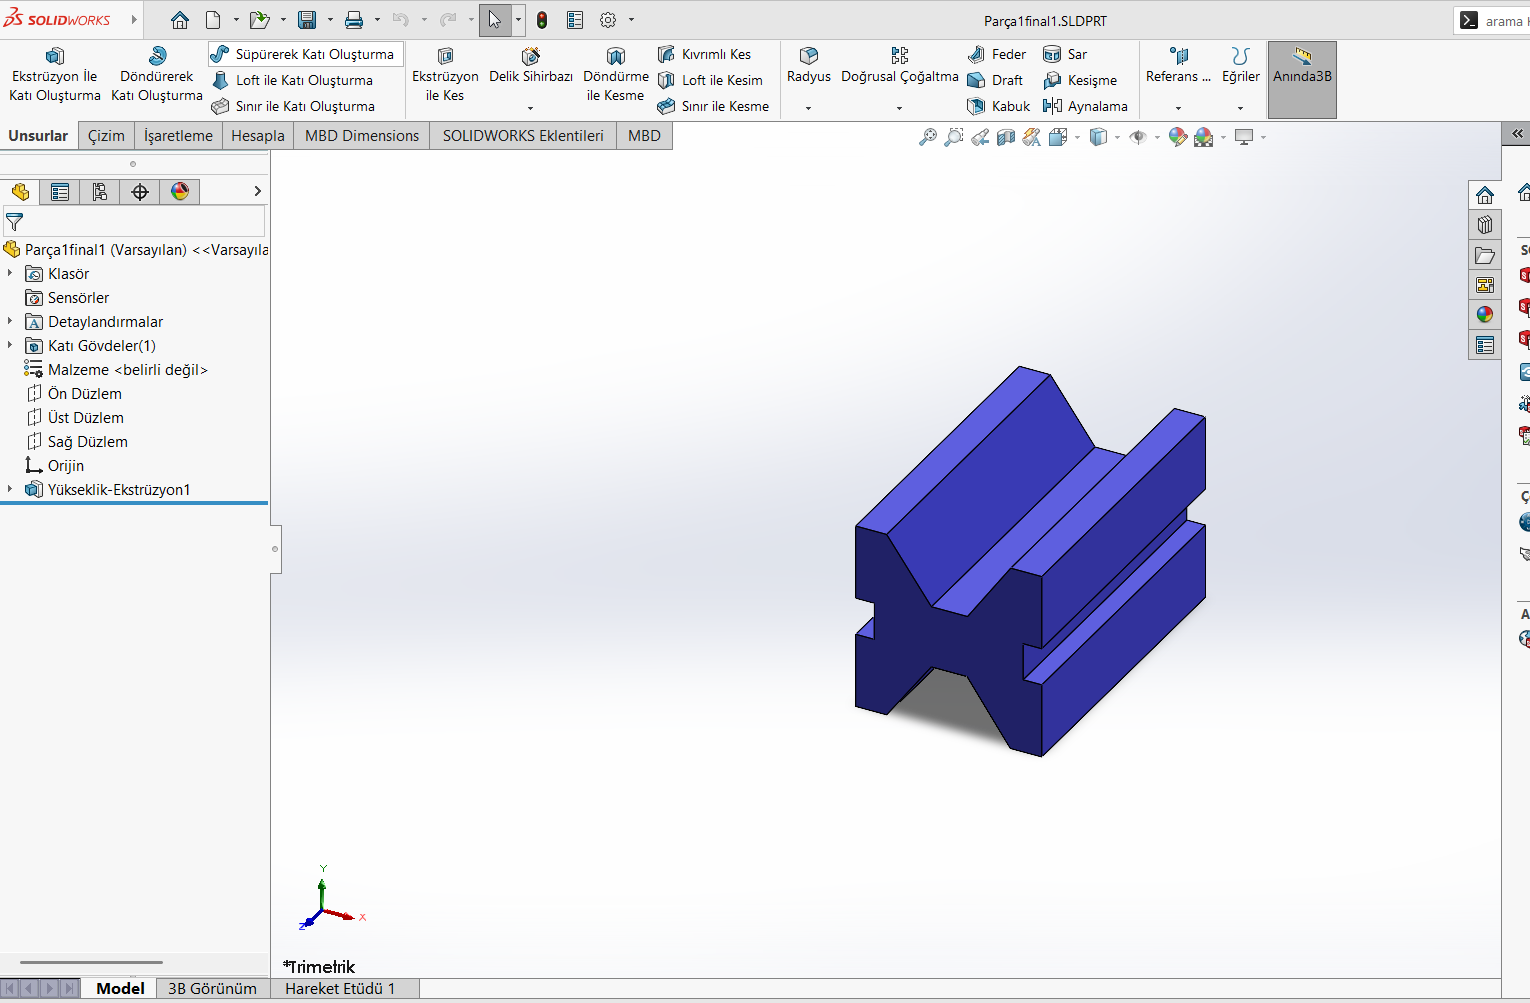 SOLIDWORKS
Parça1final1.SLDPRT
arama
Ekstrüzyon İle Katı Oluşturma
Döndürerek Katı Oluşturma
Süpürerek Katı Oluşturma
Loft ile Katı Oluşturma
Sınır ile Katı Oluşturma
Ekstrüzyon ile Kes
Delik Sihirbazı
Döndürme ile Kesme
Kıvrımlı Kes
Loft ile Kesim
Sınır ile Kesme
Radyus
Doğrusal Çoğaltma
Feder
Draft
Kabuk
Sar
Kesişme
Aynalama
Referans ...
Eğriler
Anında3B
Unsurlar
Çizim
İşaretleme
Hesapla
MBD Dimensions
SOLIDWORKS Eklentileri
MBD
Parça1final1 (Varsayılan) <<Varsayıla
Klasör
Sensörler
Detaylandırmalar
Katı Gövdeler(1)
Malzeme <belirli değil>
Ön Düzlem
Üst Düzlem
Sağ Düzlem
Orijin
Yükseklik-Ekstrüzyon1
Y
X
Z
*Trimetrik
Model
3B Görünüm
Hareket Etüdü 1